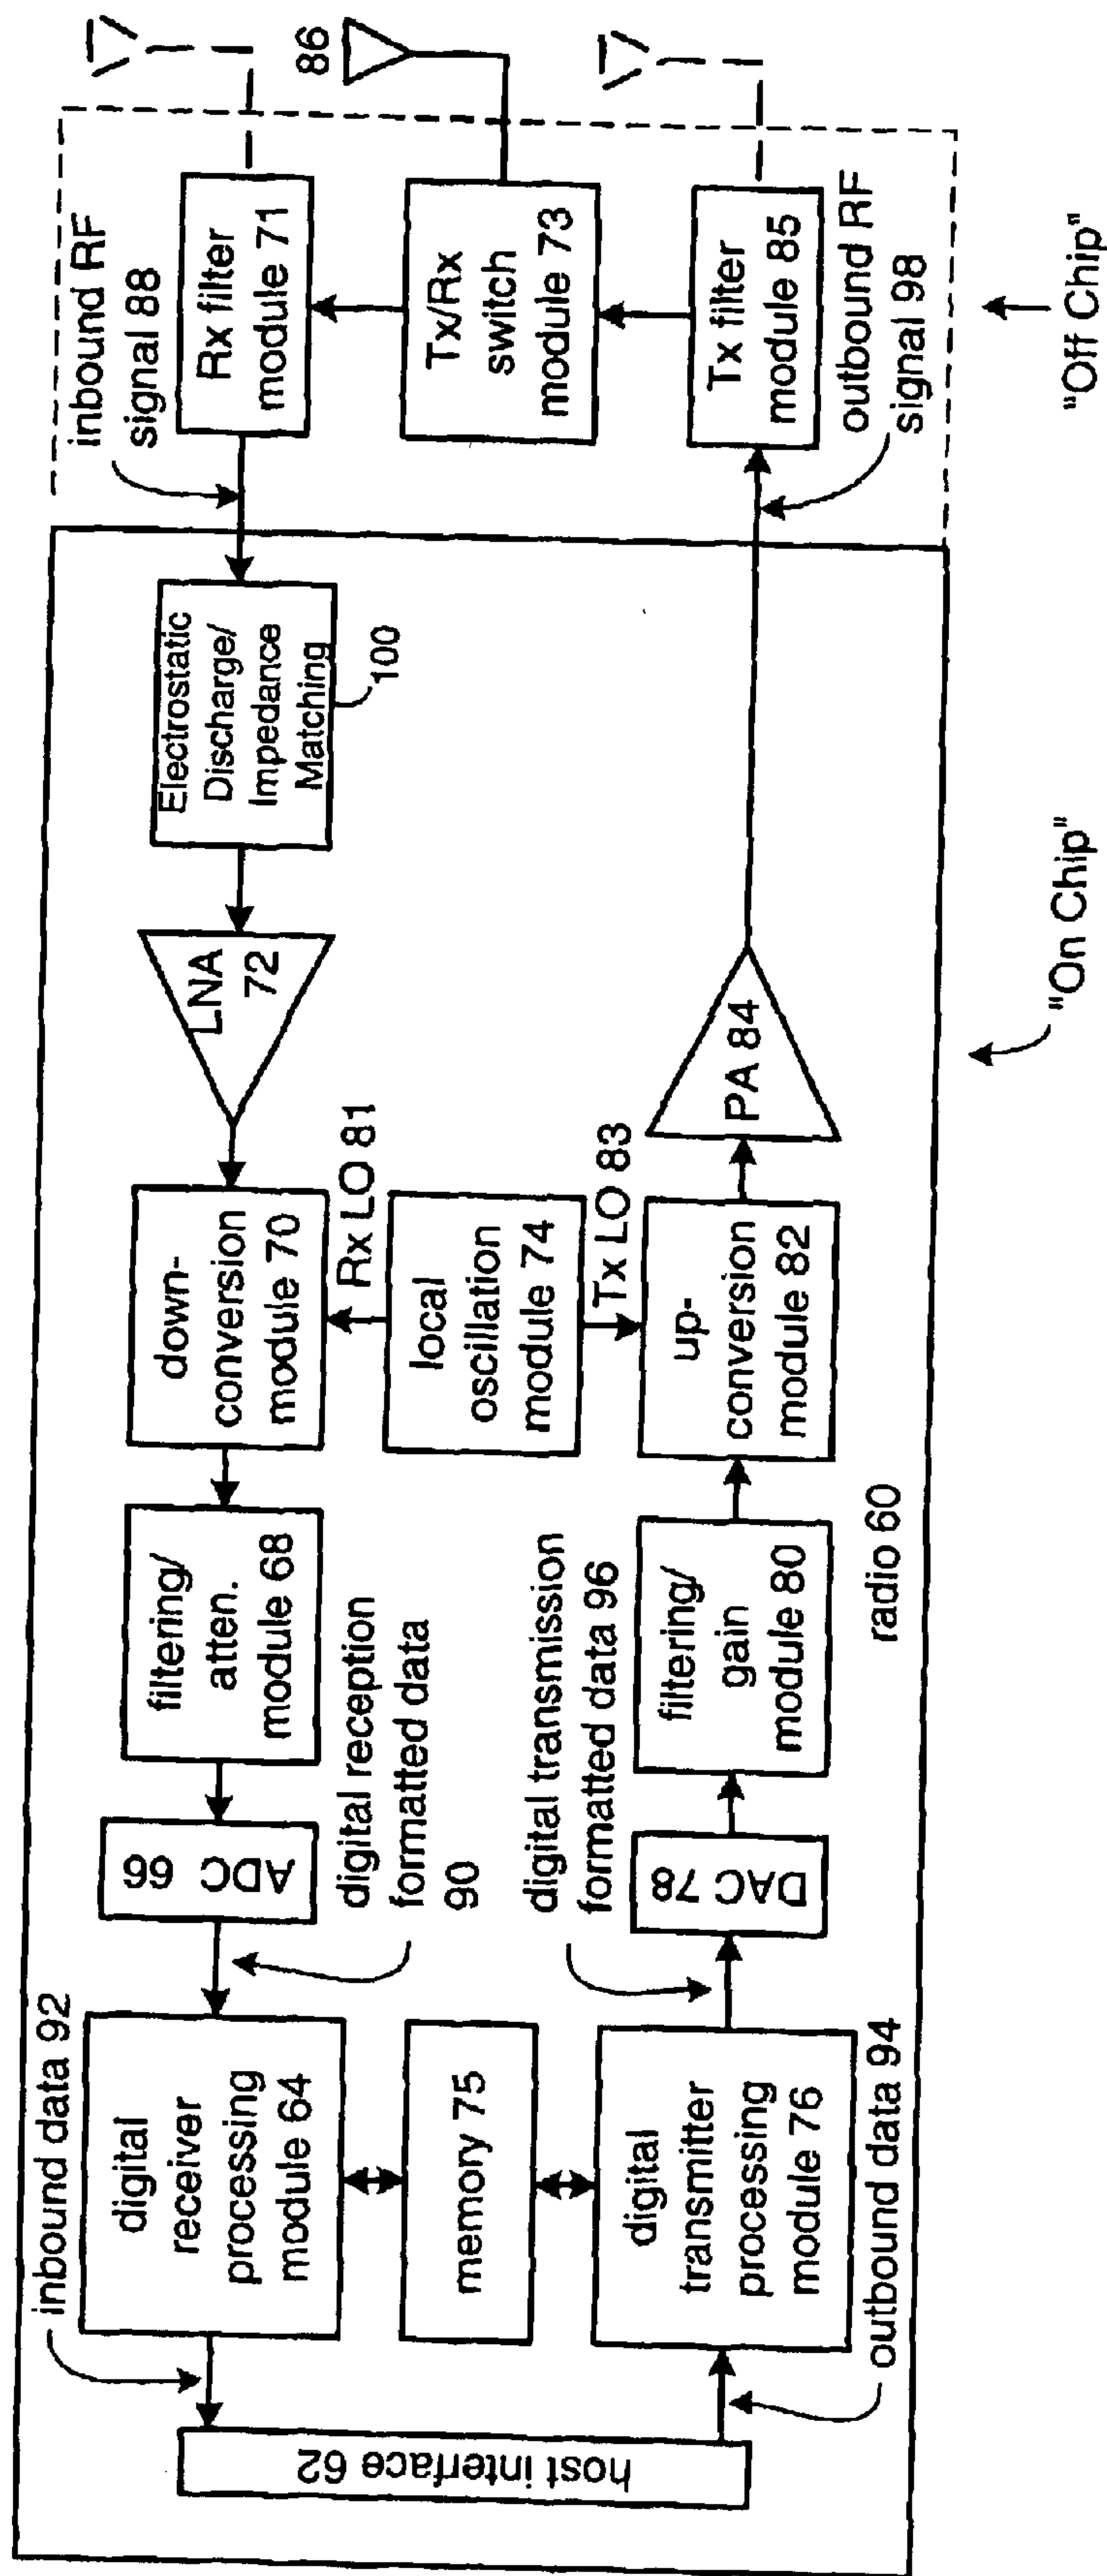 inbound data 92
digital
receiver
processing
module 64
ADC 66
filtering/
atten.
module 68
down-
conversion
module 70
LNA
72
Electrostatic
Discharge/
Impedance
Matching
100
inbound RF
signal 88
Rx filter
module 71
86
digital reception
formatted data
90
Rx LO 81
host interface 62
memory 75
local
oscillation
module 74
Tx/Rx
switch
module 73
digital transmission
formatted data 96
Tx LO 83
digital
transmitter
processing
module 76
DAC 78
filtering/
gain
module 80
up-
conversion
module 82
PA 84
Tx filter
module 85
outbound data 94
radio 60
outbound RF
signal 98
"On Chip"
"Off Chip"